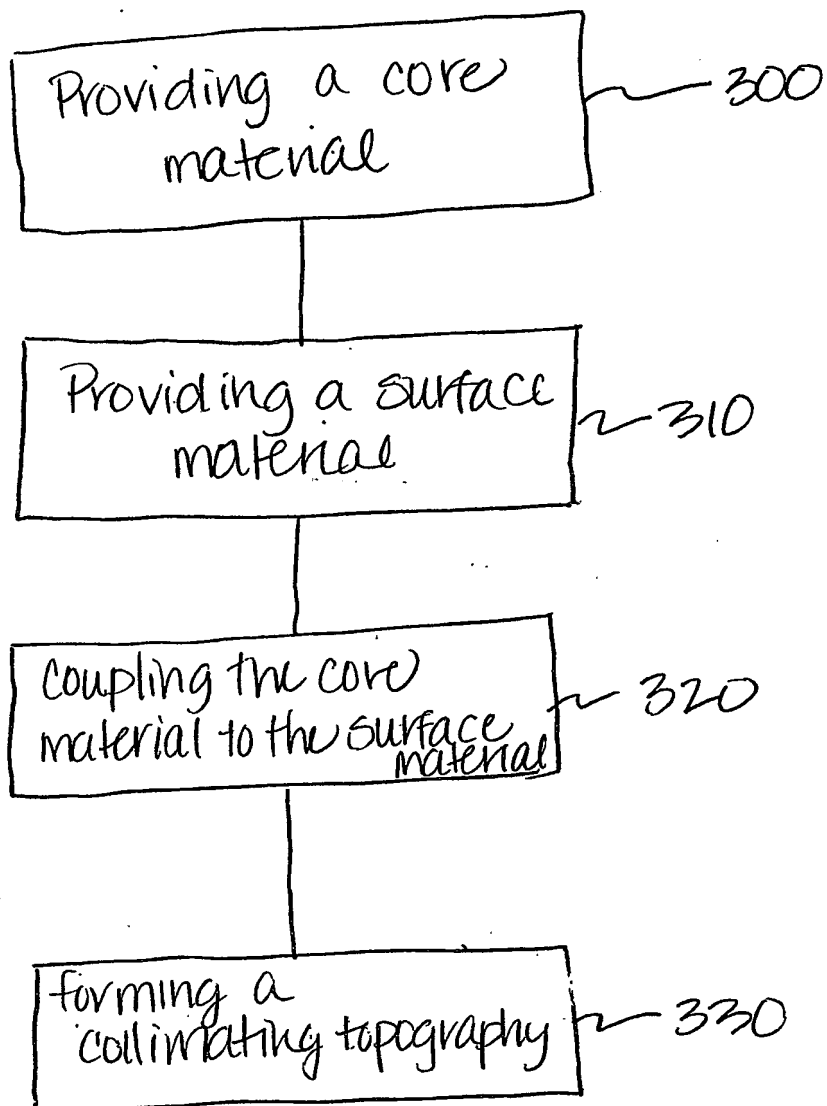 Providing a core
material
300
Providing a surface
material
310
coupling the core
material to the surface
material
320
forming a
collimating topography
330